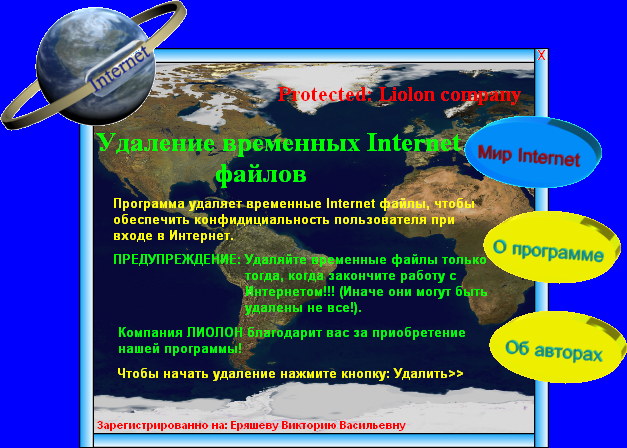 Internet
X
Protected: Liolon company
Удаление временных Internet
файлов
Мир Internet
Программа удаляет временные Internet файлы, чтобы
обеспечить конфидициальность пользователя при
входе в Интернет.
О программе
ПРЕДУПРЕЖДЕНИЕ: Удаляйте временные файлы только
тогда, когда закончите работу с
Интернетом!!! (Иначе они могут быть
удалены не все!).
Компания ЛИОЛОН благодарит вас за приобретение
нашей программы!
Об авторах
Чтобы начать удаление нажмите кнопку: Удалить>>
Зарегистрированно на: Еряшеву Викторию Васильевну